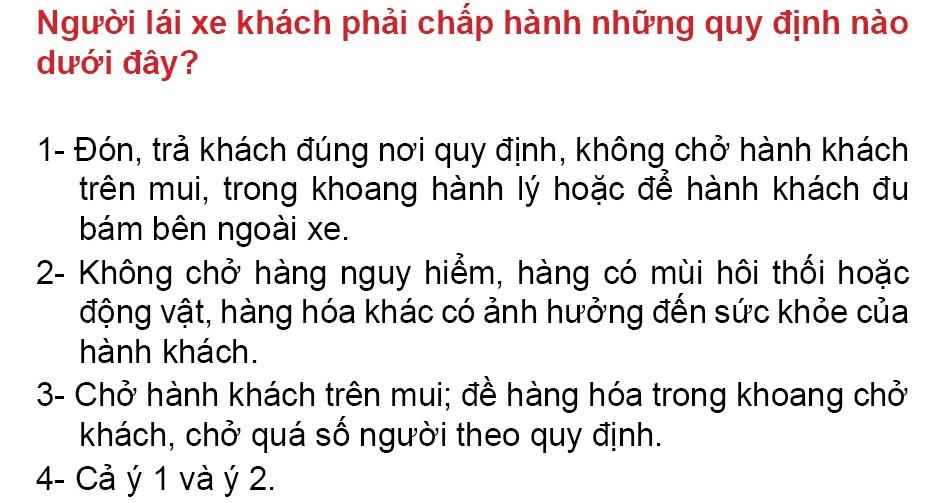 Người lái xe khách phải chấp hành những quy định nào
dưới đây?
1- Đón, trả khách đúng nơi quy định, không chở hành khách
trên mui, trong khoang hành lý hoặc để hành khách đu
bám bên ngoài xe.
2- Không chở hàng nguy hiểm, hàng có mùi hôi thối hoặc
động vật, hàng hóa khác có ảnh hưởng đến sức khỏe của
hành khách.
3- Chở hành khách trên mui; đề hàng hóa trong khoang chở
khách, chở quá số người theo quy định.
4- Cả ý 1 và ý 2.